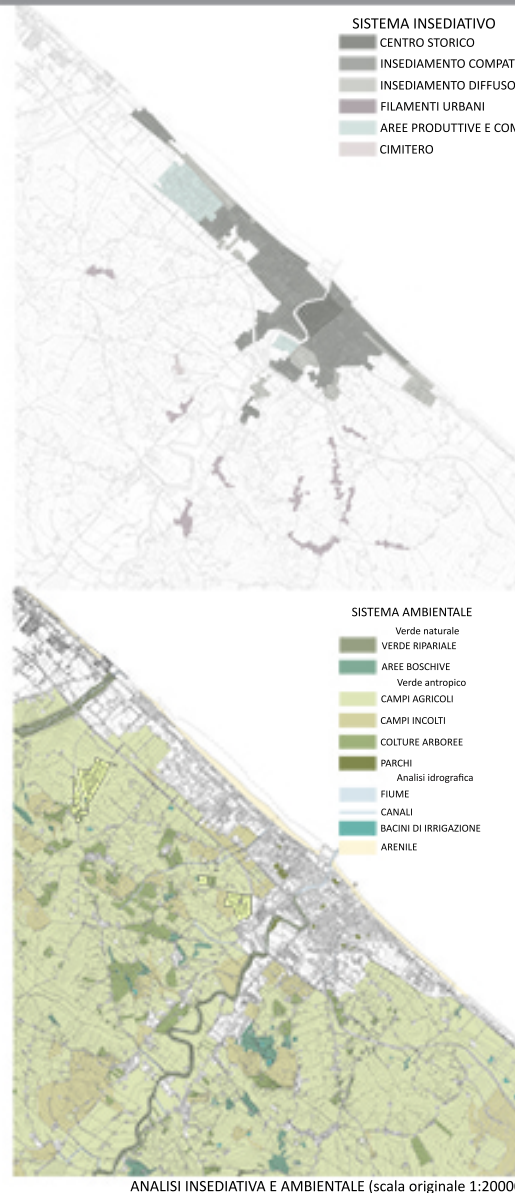 SISTEMA INSEDIATIVO
CENTRO STORICO
INSEDIAMENTO COMPAT
INSEDIAMENTO DIFFUSO
FILAMENTI URBANI
AREE PRODUTTIVE E COM
CIMITERO
SISTEMA AMBIENTALE
Verde naturale
VERDE RIPARIALE
AREE BOSCHIVE
Verde antropico
CAMPI AGRICOLI
CAMPI INCOLTI
COLTURE ARBOREE
PARCHI
Analisi idrografica
FIUME
CANALI
BACINI DI IRRIGAZIONE
ARENILE
ANALISI INSEDIATIVA E AMBIENTALE (scala originale 1:20000